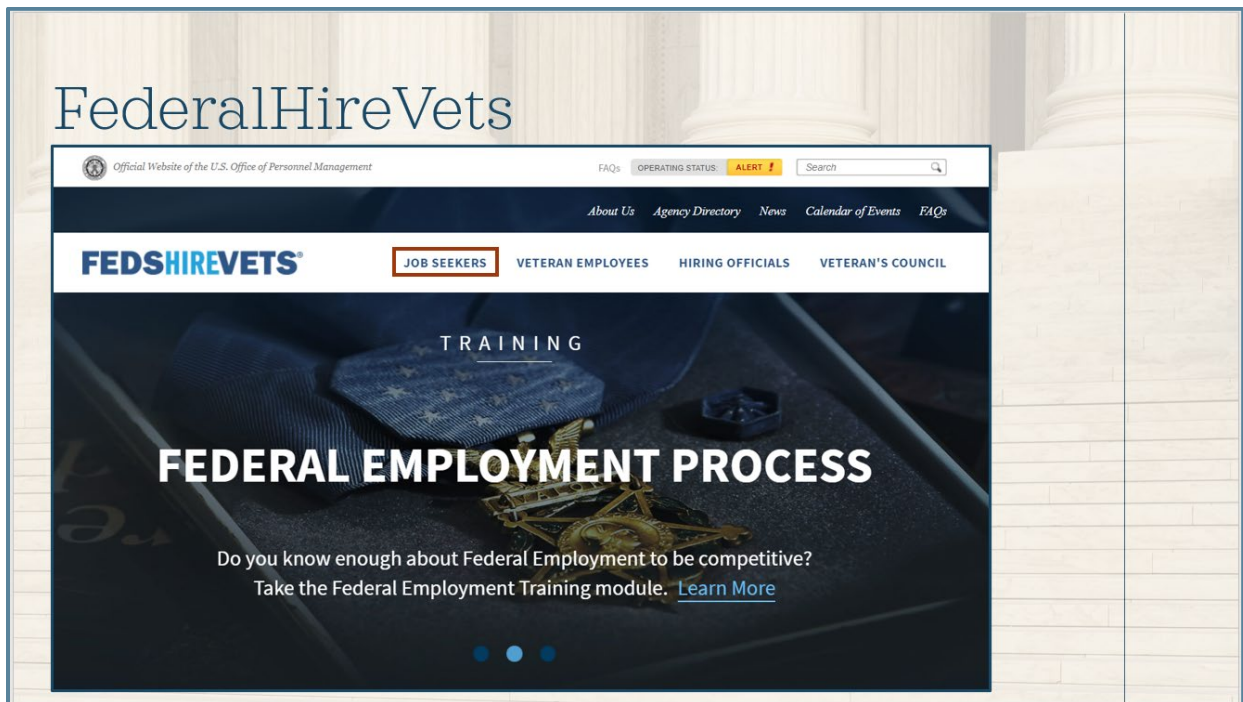 FederalHireVets
Official Website of the U.S. Office of Personnel Management
FAQs OPERATING STATUS: ALERT ! Search
About Us Agency Directory News Calendar of Events FAQs
FEDSHIREVETS®
JOB SEEKERS VETERAN EMPLOYEES HIRING OFFICIALS VETERAN'S COUNCIL
TRAINING
FEDERAL EMPLOYMENT PROCESS
Do you know enough about Federal Employment to be competitive?
Take the Federal Employment Training module. Learn More